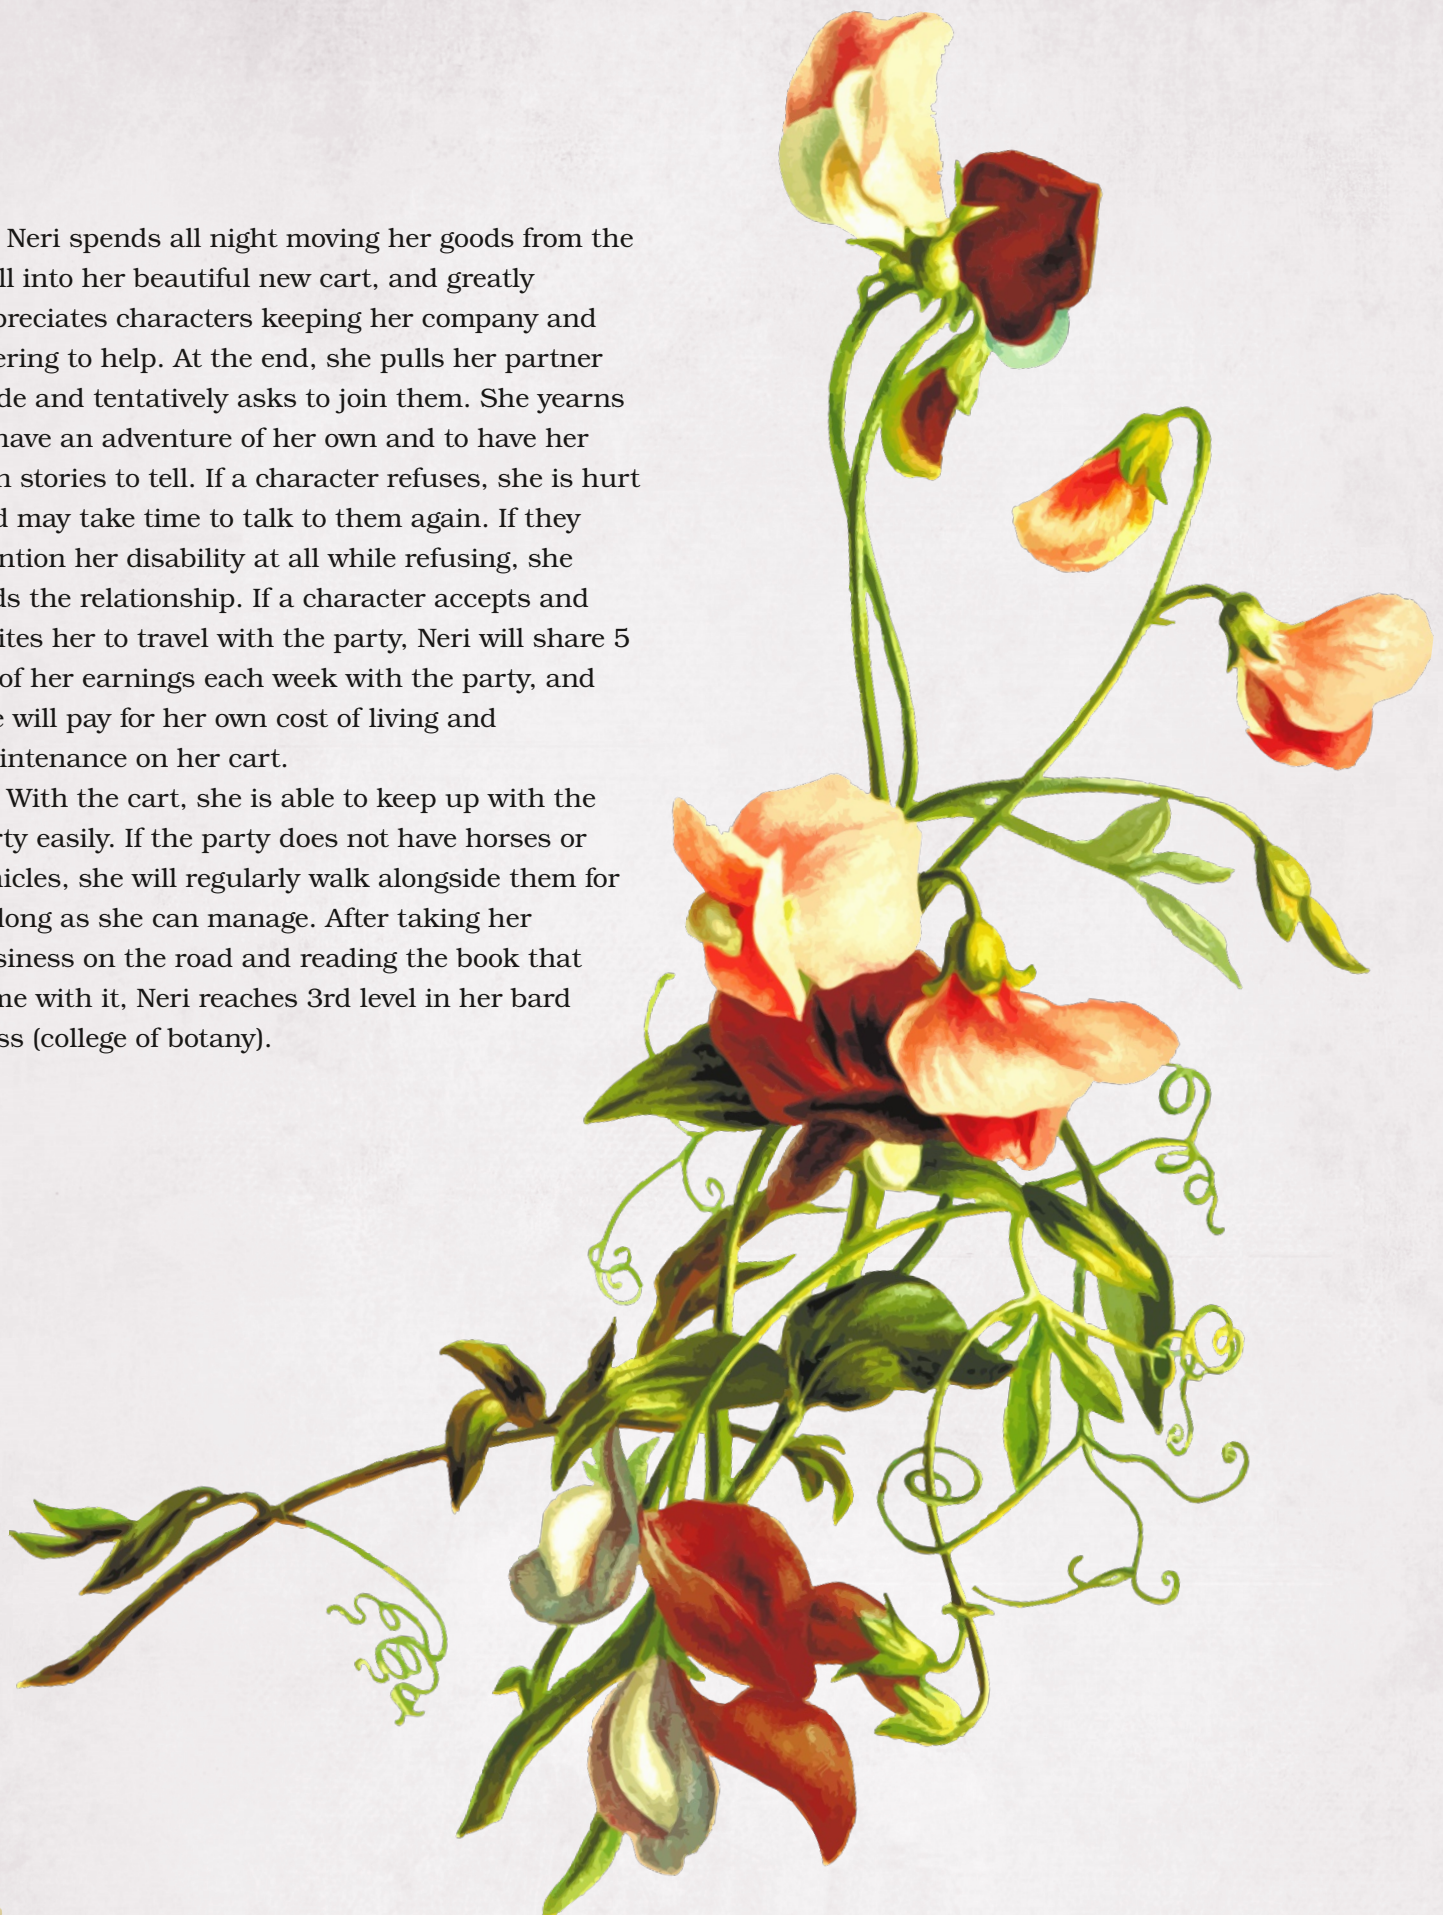 Neri spends all night moving her goods from the
ll into her beautiful new cart, and greatly
preciates characters keeping her company and
ering to help. At the end, she pulls her partner
de and tentatively asks to join them. She yearns
have an adventure of her own and to have her
n stories to tell. If a character refuses, she is hurt
d may take time to talk to them again. If they
ntion her disability at all while refusing, she
ds the relationship. If a character accepts and
ites her to travel with the party, Neri will share 5
of her earnings each week with the party, and
e will pay for her own cost of living and
intenance on her cart.
With the cart, she is able to keep up with the
rty easily. If the party does not have horses or
hicles, she will regularly walk alongside them for
long as she can manage. After taking her
siness on the road and reading the book that
me with it, Neri reaches 3rd level in her bard
ss (college of botany).